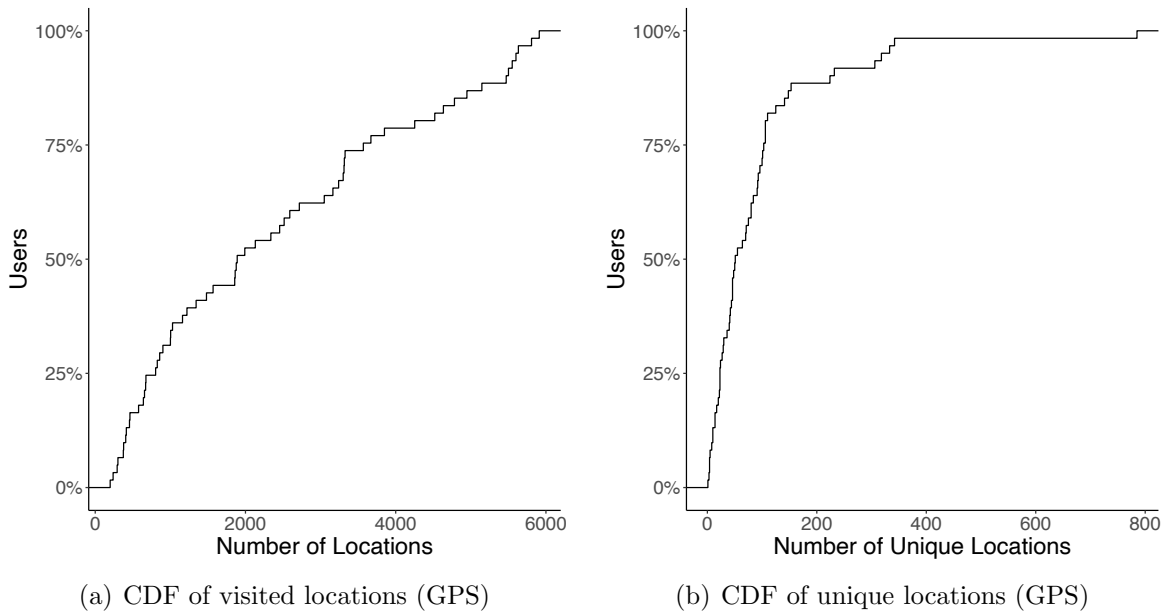 100%
75%
50%
25%
0%
Users
0 2000 4000 6000
Number of Locations
(a) CDF of visited locations (GPS)
100%
75%
50%
25%
0%
Users
0 200 400 600 800
Number of Unique Locations
(b) CDF of unique locations (GPS)